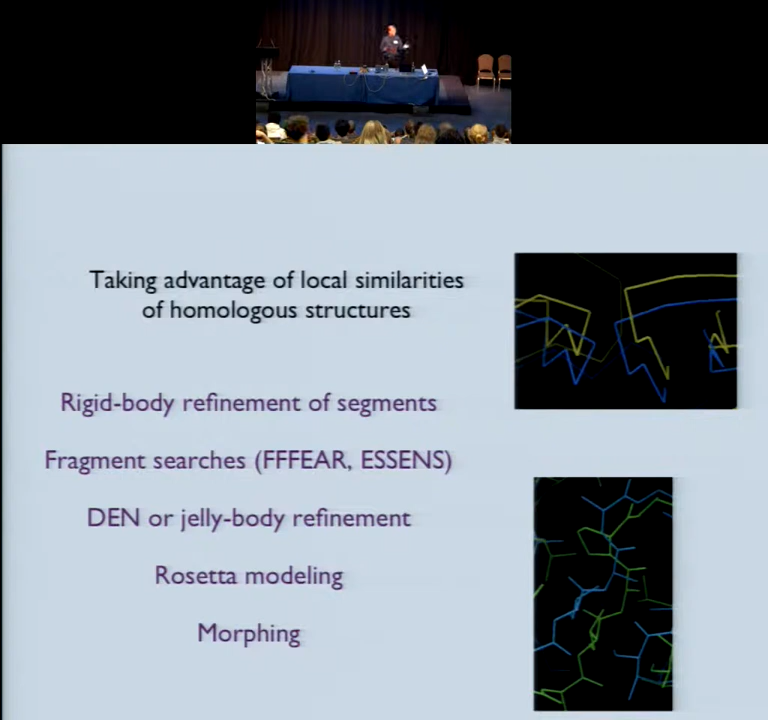 Taking advantage of local similarities
of homologous structures
Rigid-body refinement of segments
Fragment searches (FFFEAR, ESSENS)
DEN or jelly-body refinement
Rosetta modeling
Morphing